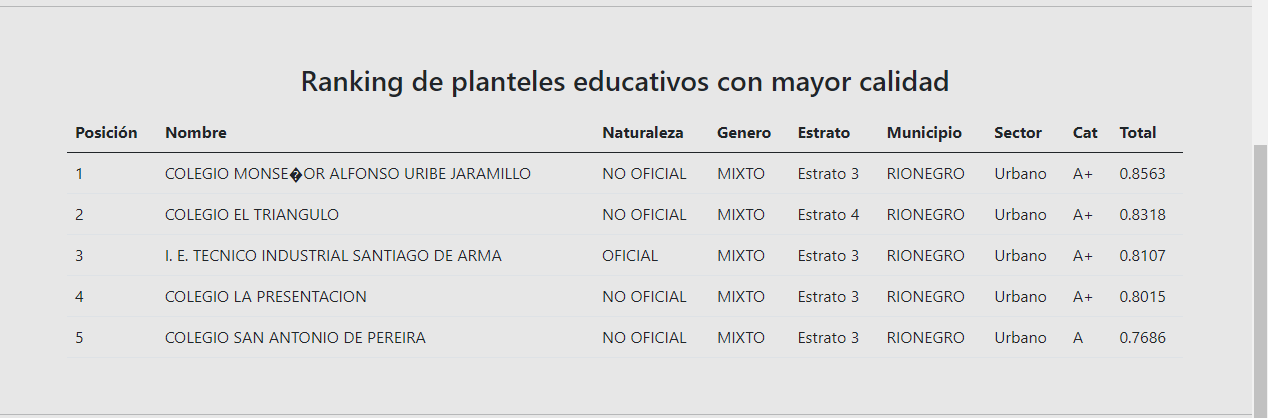 Ranking de planteles educativos con mayor calidad
Posición Nombre Naturaleza Genero Estrato Municipio Sector Cat Total
1 COLEGIO MONSE�OR ALFONSO URIBE JARAMILLO NO OFICIAL MIXTO Estrato 3 RIONEGRO Urbano A+ 0.8563
2 COLEGIO EL TRIANGULO NO OFICIAL MIXTO Estrato 4 RIONEGRO Urbano A+ 0.8318
3 I. E. TECNICO INDUSTRIAL SANTIAGO DE ARMA OFICIAL MIXTO Estrato 3 RIONEGRO Urbano A+ 0.8107
4 COLEGIO LA PRESENTACION NO OFICIAL MIXTO Estrato 3 RIONEGRO Urbano A+ 0.8015
5 COLEGIO SAN ANTONIO DE PEREIRA NO OFICIAL MIXTO Estrato 3 RIONEGRO Urbano A 0.7686